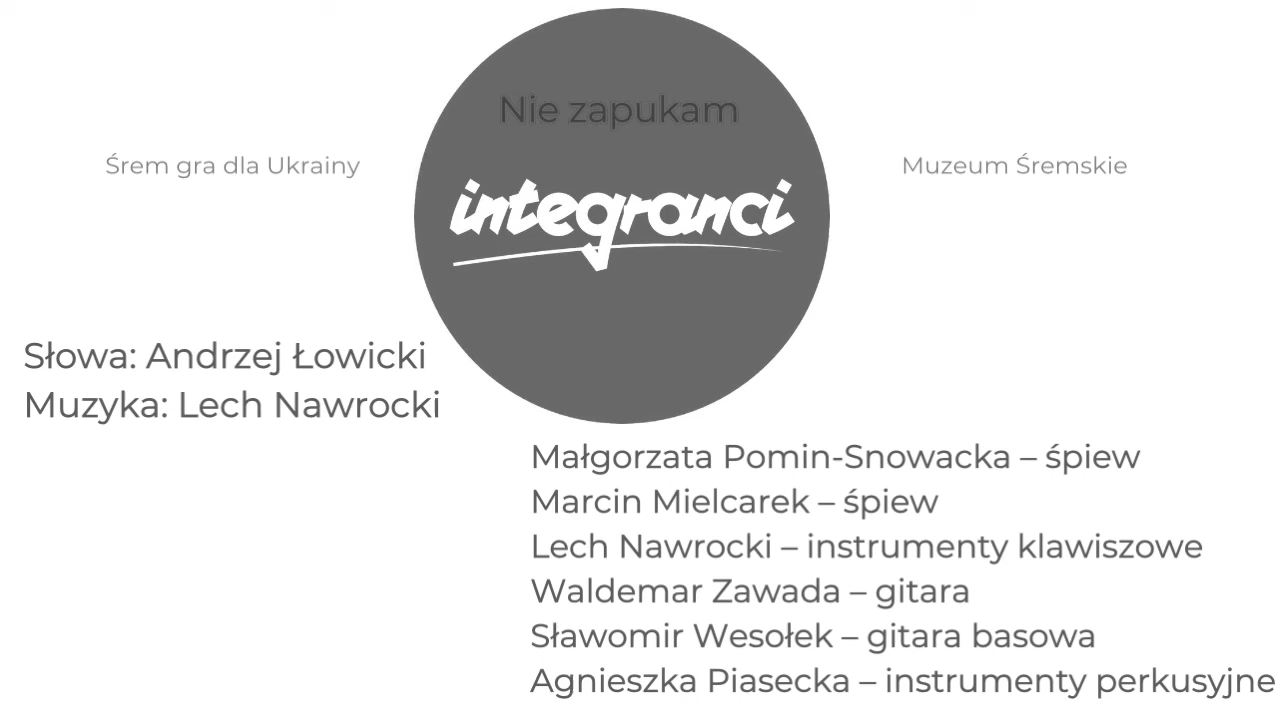 Nie zapukam
Śrem gra dla Ukrainy
Muzeum Śremskie
integranci
Słowa: Andrzej Łowicki
Muzyka: Lech Nawrocki
Małgorzata Pomin-Snowacka – śpiew
Marcin Mielcarek – śpiew
Lech Nawrocki – instrumenty klawiszowe
Waldemar Zawada – gitara
Sławomir Wesołek – gitara basowa
Agnieszka Piasecka – instrumenty perkusyjne